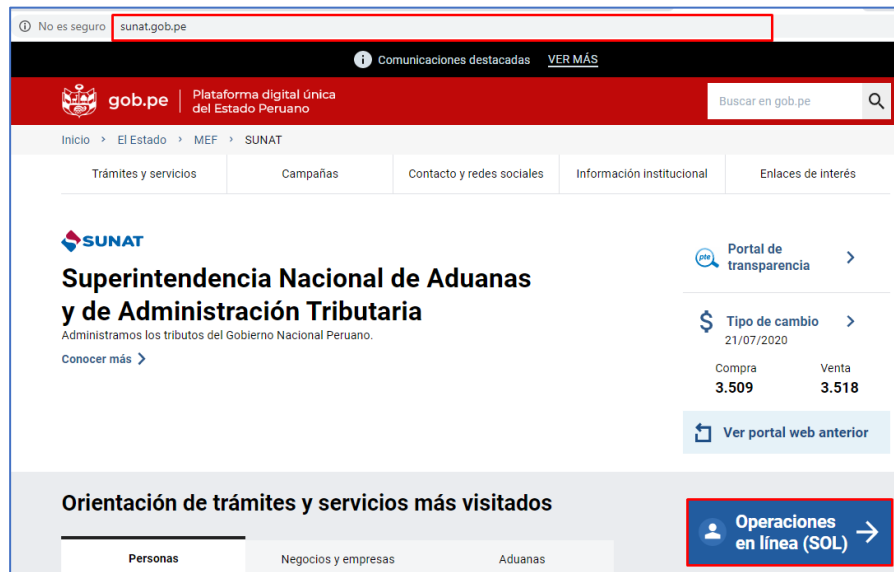 No es seguro sunat.gob.pe
Comunicaciones destacadas VER MÁS
gob.pe Plataforma digital única
del Estado Peruano
Buscar en gob.pe
Inicio > El Estado > MEF > SUNAT
Trámites y servicios Campañas Contacto y redes sociales Información institucional Enlaces de interés
SUNAT
Superintendencia Nacional de Aduanas
y de Administración Tributaria
Administramos los tributos del Gobierno Nacional Peruano.
Conocer más >
pte Portal de
transparencia >
$ Tipo de cambio >
21/07/2020
Compra Venta
3.509 3.518
Ver portal web anterior
Orientación de trámites y servicios más visitados
Personas Negocios y empresas Aduanas
Operaciones
en línea (SOL) →